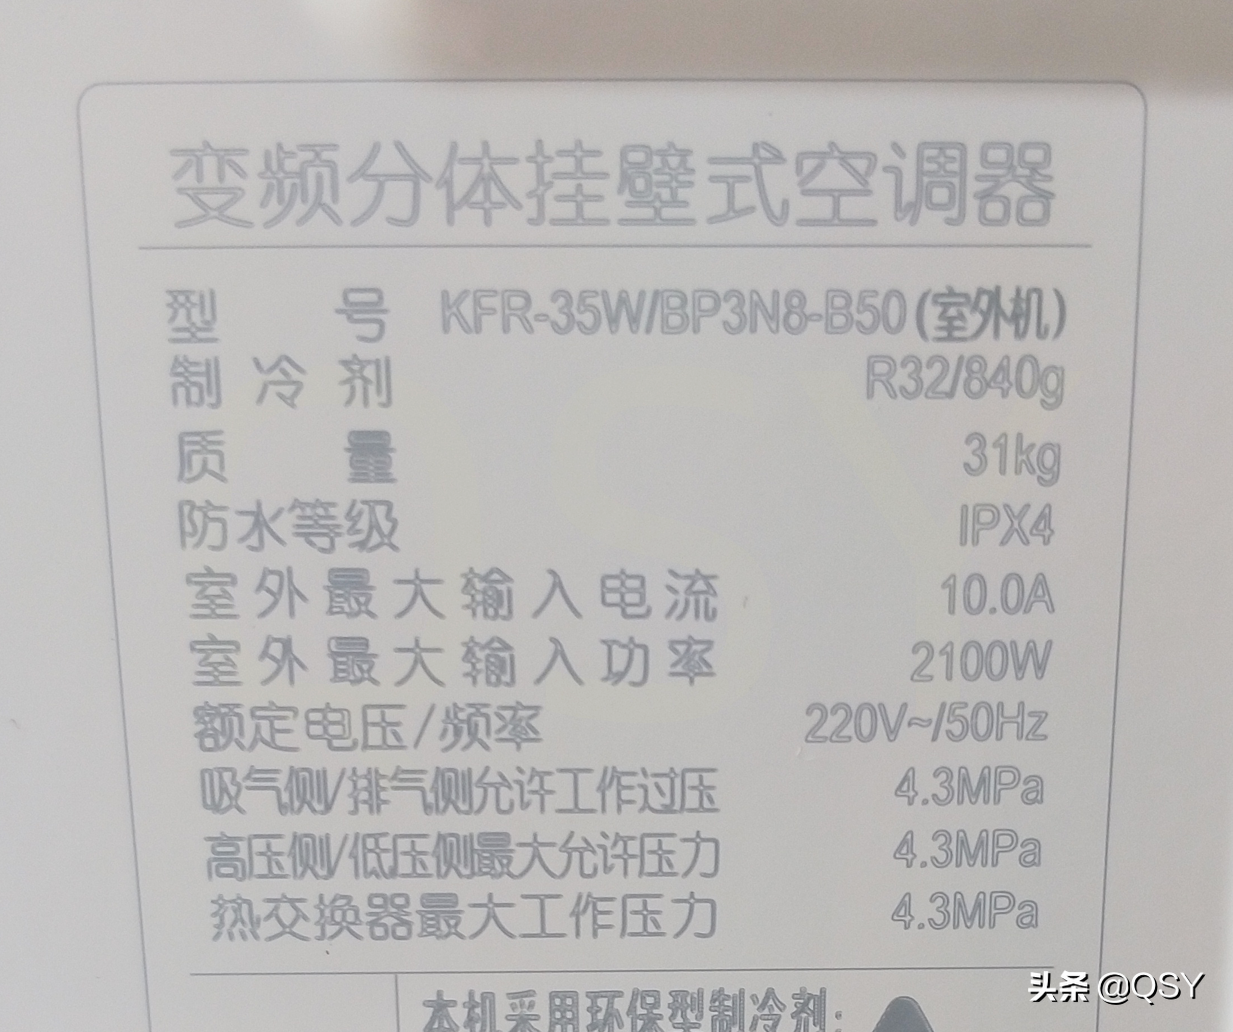 变频分体挂壁式空调器
型号 KFR-35W/BP3N8-B50(室外机)
制冷剂 R32/840g
质量 31kg
防水等级 IPX4
室外最大输入电流 10.0A
室外最大输入功率 2100W
额定电压/频率 220V~/50Hz
吸气侧/排气侧允许工作过压 4.3MPa
高压侧/低压侧最大允许压力 4.3MPa
热交换器最大工作压力 4.3MPa
本机采用环保型制冷剂:
头条 @QSY